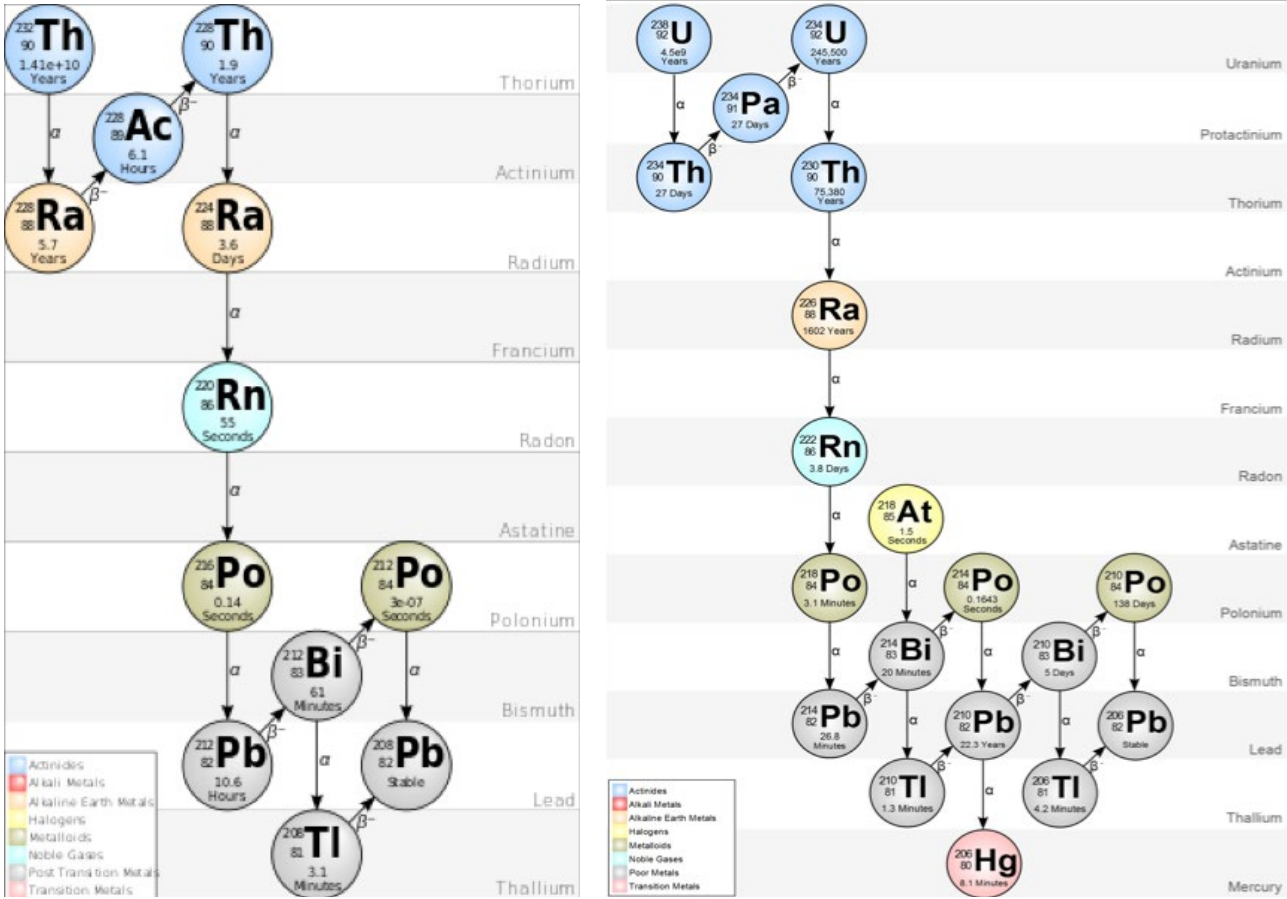 232
90
Th
1.41e+10
Years
228
90
Th
1.9
Years
Thorium
α
β⁻
228
89
Ac
6.1
Hours
α
Actinium
β⁻
228
88
Ra
5.7
Years
224
88
Ra
3.6
Days
Radium
α
Francium
220
86
Rn
55
Seconds
Radon
α
Astatine
216
84
Po
0.14
Seconds
212
84
Po
3e-07
Seconds
Polonium
α
β⁻
212
83
Bi
61
Minutes
α
Bismuth
β⁻
212
82
Pb
10.6
Hours
α
208
82
Pb
Stable
Lead
β⁻
208
81
Tl
3.1
Minutes
Thallium
Actinides
Alkali Metals
Alkaline Earth Metals
Halogens
Metalloids
Noble Gases
Post Transition Metals
Transition Metals
238
92
U
4.5e9
Years
234
92
U
245,500
Years
Uranium
α
β⁻
234
91
Pa
27 Days
α
Protactinium
β⁻
234
90
Th
27 Days
230
90
Th
75,380
Years
Thorium
α
Actinium
226
88
Ra
1602 Years
Radium
α
Francium
222
86
Rn
3.8 Days
Radon
α
218
85
At
1.5
Seconds
Astatine
218
84
Po
3.1 Minutes
α
214
84
Po
0.1643
Seconds
210
84
Po
138 Days
Polonium
α
β⁻
214
83
Bi
20 Minutes
α
β⁻
210
83
Bi
5 Days
α
Bismuth
β⁻
β⁻
214
82
Pb
26.8
Minutes
α
210
82
Pb
22.3 Years
α
206
82
Pb
Stable
Lead
β⁻
β⁻
210
81
Tl
1.3 Minutes
α
206
81
Tl
4.2 Minutes
Thallium
206
80
Hg
8.1 Minutes
Mercury
Actinides
Alkali Metals
Alkaline Earth Metals
Halogens
Metalloids
Noble Gases
Poor Metals
Transition Metals